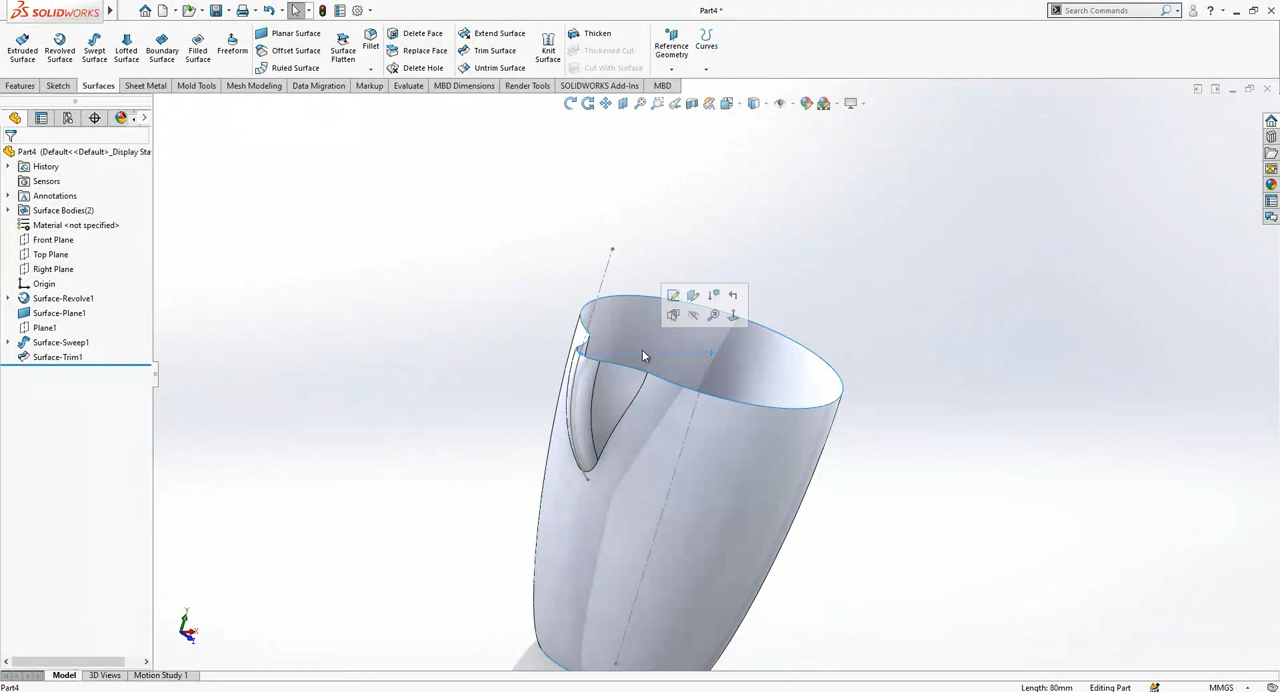 SOLIDWORKS
Part4 *
Search Commands
Extruded Surface
Revolved Surface
Swept Surface
Lofted Surface
Boundary Surface
Filled Surface
Freeform
Planar Surface
Offset Surface
Ruled Surface
Surface Flatten
Fillet
Delete Face
Replace Face
Delete Hole
Extend Surface
Trim Surface
Untrim Surface
Knit Surface
Thicken
Thickened Cut
Cut With Surface
Reference Geometry
Curves
Features Sketch Surfaces Sheet Metal Mold Tools Mesh Modeling Data Migration Markup Evaluate MBD Dimensions Render Tools SOLIDWORKS Add-Ins MBD
Part4 (Default<<Default>_Display Sta
History
Sensors
Annotations
Surface Bodies(2)
Material <not specified>
Front Plane
Top Plane
Right Plane
Origin
Surface-Revolve1
Surface-Plane1
Plane1
Surface-Sweep1
Surface-Trim1
Y
X
Z
Model 3D Views Motion Study 1
Part4 Length: 80mm Editing Part MMGS